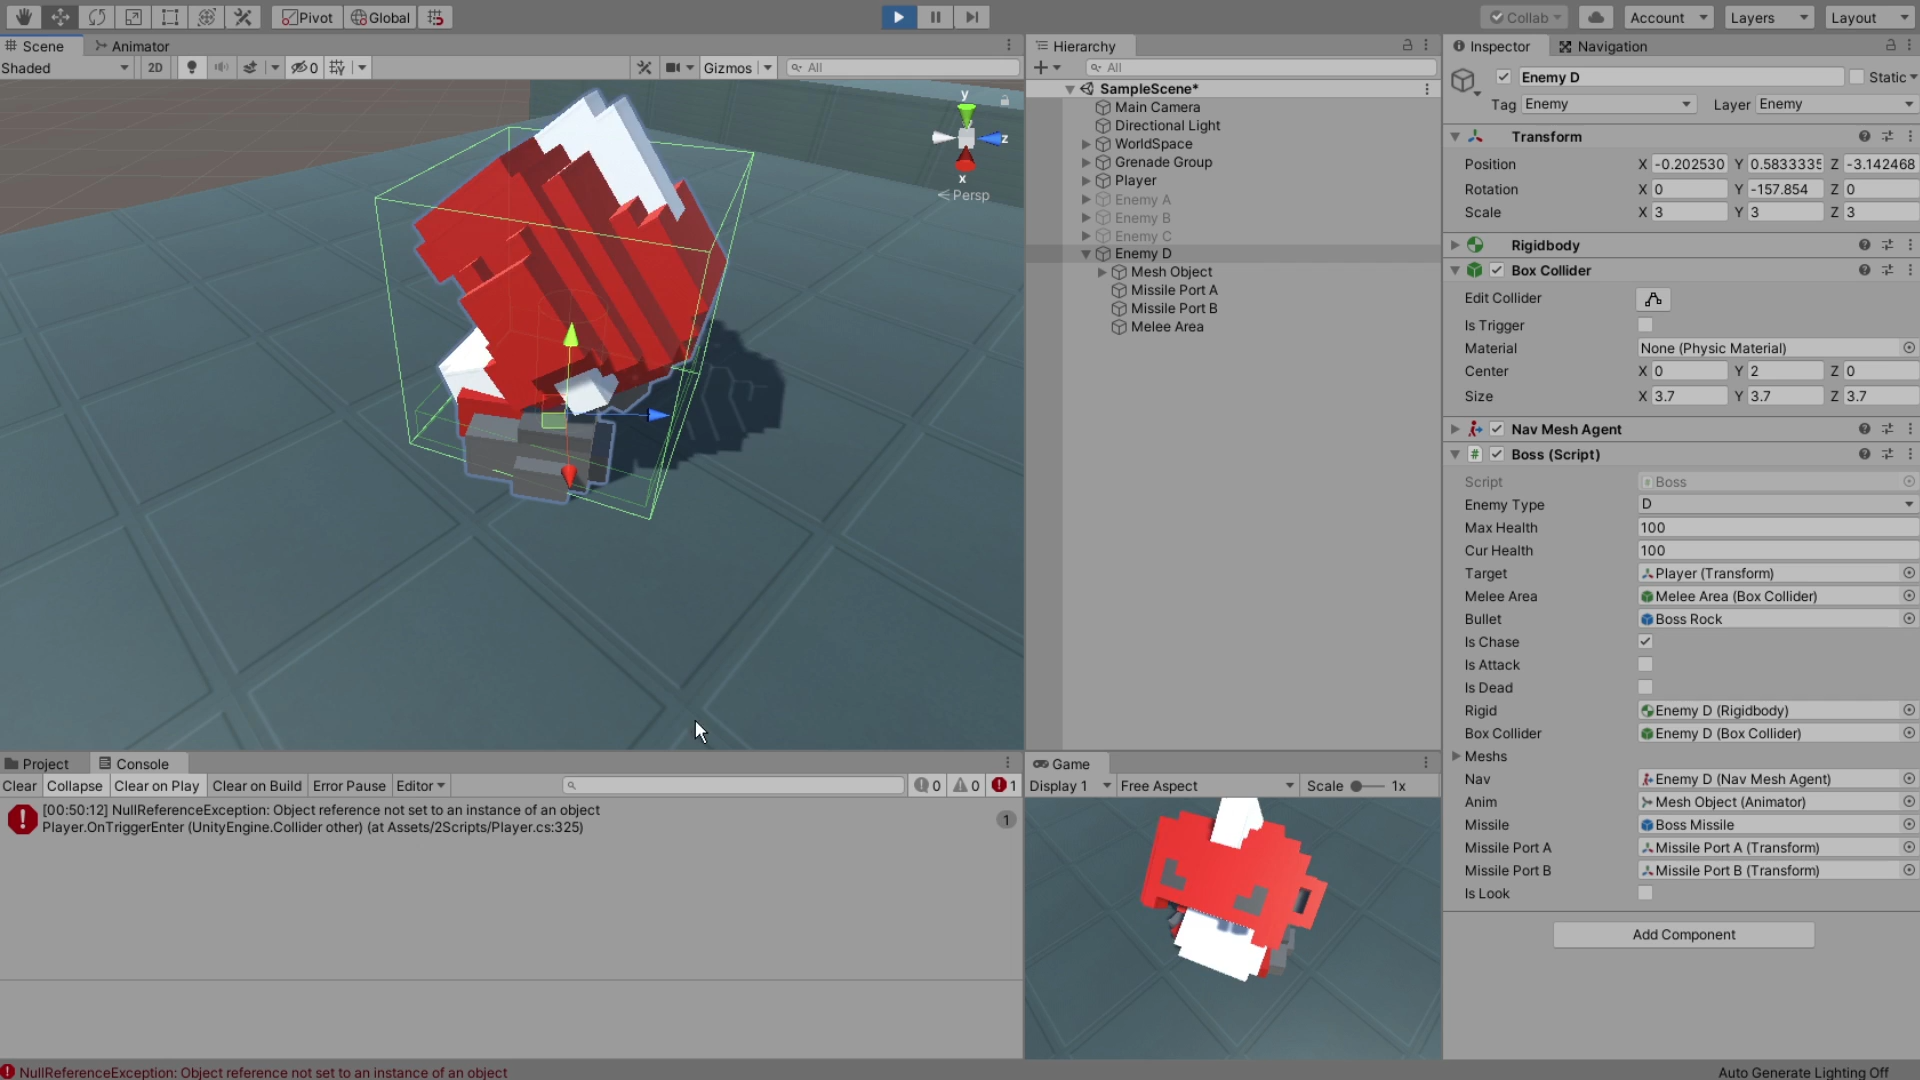 Pivot
Global
Collab
Account
Layers
Layout
Scene
Animator
Shaded
2D
0
Gizmos
All
y
z
x
Persp
Hierarchy
All
SampleScene*
Main Camera
Directional Light
WorldSpace
Grenade Group
Player
Enemy A
Enemy B
Enemy C
Enemy D
Mesh Object
Missile Port A
Missile Port B
Melee Area
Inspector
Navigation
Enemy D
Static
Tag Enemy
Layer Enemy
Transform
Position X -0.202530 Y 0.5833335 Z -3.142468
Rotation X 0 Y -157.854 Z 0
Scale X 3 Y 3 Z 3
Rigidbody
Box Collider
Edit Collider
Is Trigger
Material None (Physic Material)
Center X 0 Y 2 Z 0
Size X 3.7 Y 3.7 Z 3.7
Nav Mesh Agent
# Boss (Script)
Script Boss
Enemy Type D
Max Health 100
Cur Health 100
Target Player (Transform)
Melee Area Melee Area (Box Collider)
Bullet Boss Rock
Is Chase
Is Attack
Is Dead
Rigid Enemy D (Rigidbody)
Box Collider Enemy D (Box Collider)
Meshs
Nav Enemy D (Nav Mesh Agent)
Anim Mesh Object (Animator)
Missile Boss Missile
Missile Port A Missile Port A (Transform)
Missile Port B Missile Port B (Transform)
Is Look
Add Component
Project
Console
Clear Collapse Clear on Play Clear on Build Error Pause Editor
0 0 1
[00:50:12] NullReferenceException: Object reference not set to an instance of an object
Player.OnTriggerEnter (UnityEngine.Collider other) (at Assets/2Scripts/Player.cs:325)
1
Game
Display 1 Free Aspect Scale 1x
NullReferenceException: Object reference not set to an instance of an object
Auto Generate Lighting Off